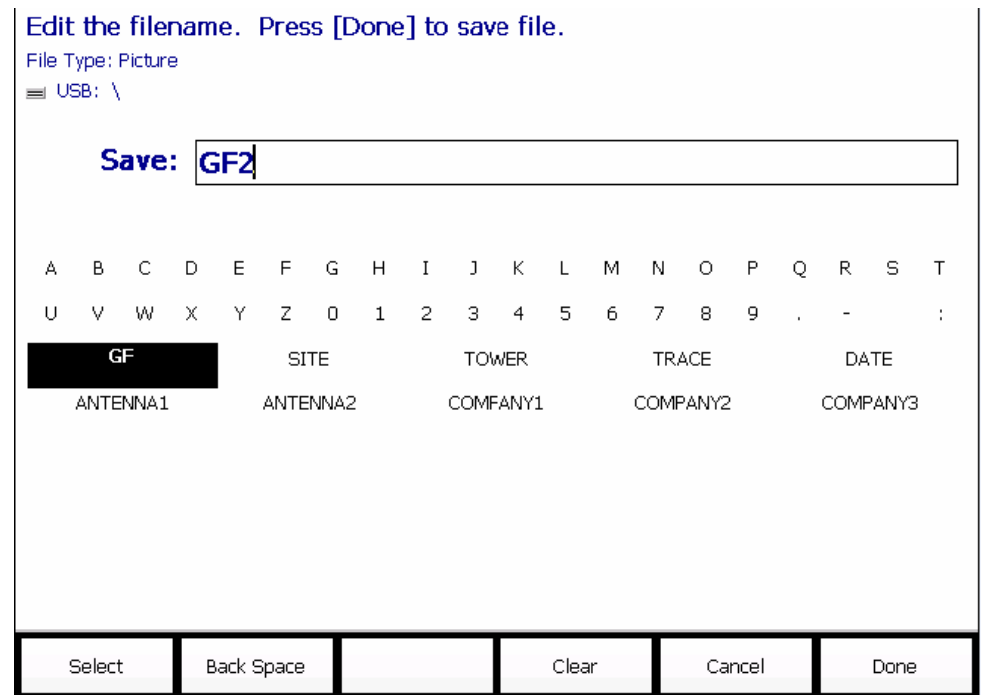 Edit the filename. Press [Done] to save file.
File Type: Picture
USB: \
Save: GF2
A B C D E F G H I J K L M N O P Q R S T
U V W X Y Z 0 1 2 3 4 5 6 7 8 9 . - :
GF SITE TOWER TRACE DATE
ANTENNA1 ANTENNA2 COMFANY1 COMPANY2 COMPANY3
Select Back Space Clear Cancel Done